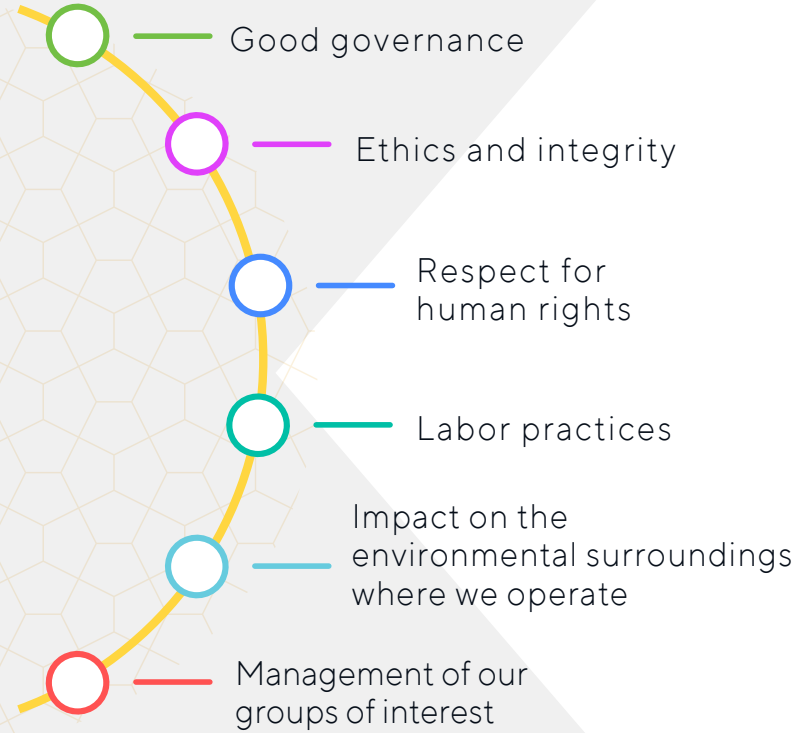 Good governance
Ethics and integrity
Respect for
human rights
Labor practices
Impact on the
environmental surroundings
where we operate
Management of our
groups of interest